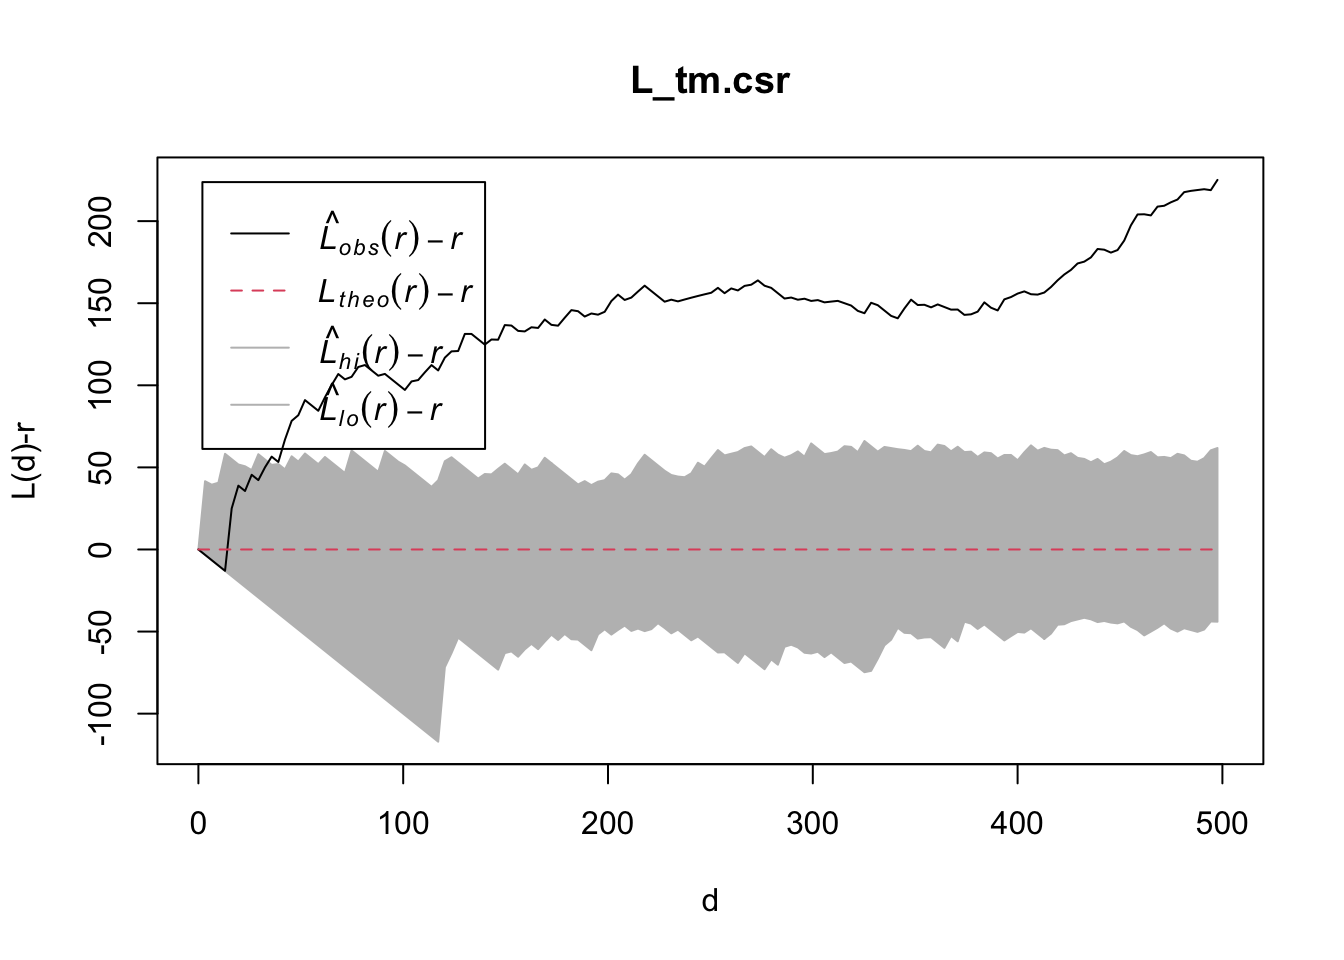 L_tm.csr
L(d)-r
200
150
100
50
0
-50
-100
L̂obs(r) − r
Ltheo(r) − r
L̂hi(r) − r
L̂lo(r) − r
0 100 200 300 400 500
d